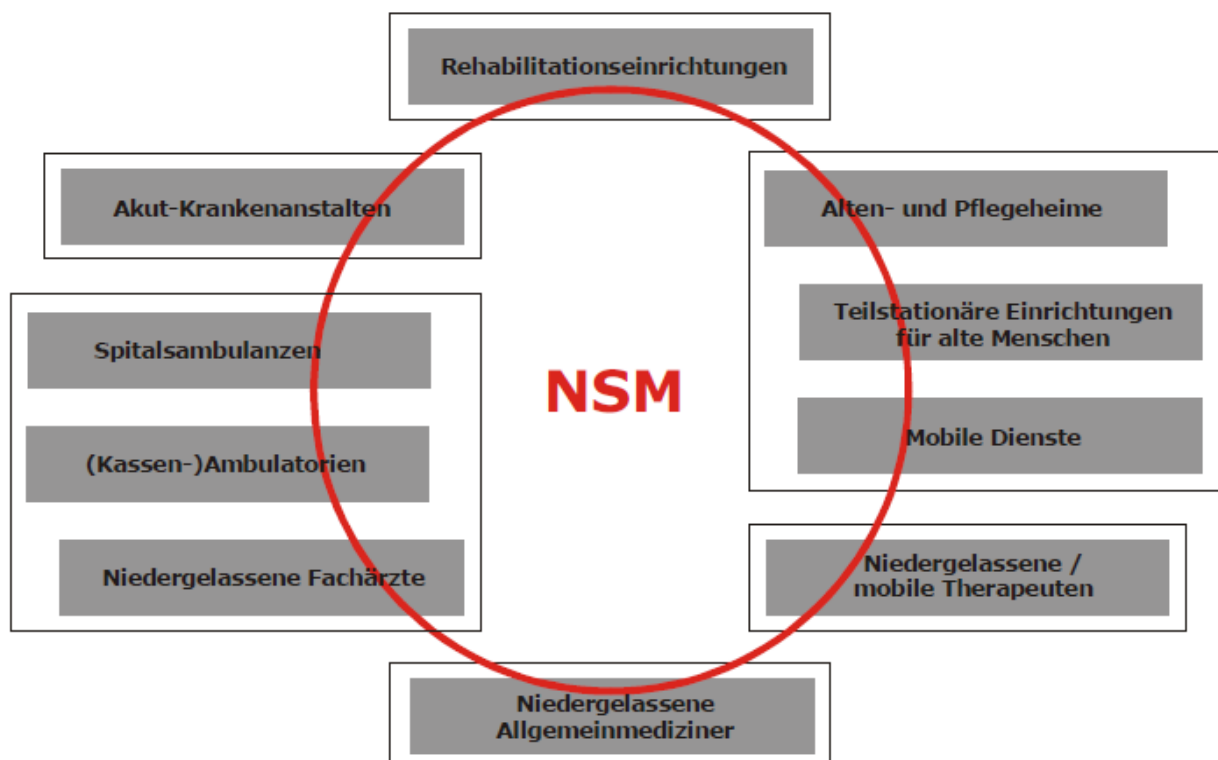 Rehabilitationseinrichtungen
Akut-Krankenanstalten
Alten- und Pflegeheime
Spitalsambulanzen
Teilstationäre Einrichtungen
für alte Menschen
NSM
(Kassen-)Ambulatorien
Mobile Dienste
Niedergelassene Fachärzte
Niedergelassene /
mobile Therapeuten
Niedergelassene
Allgemeinmediziner